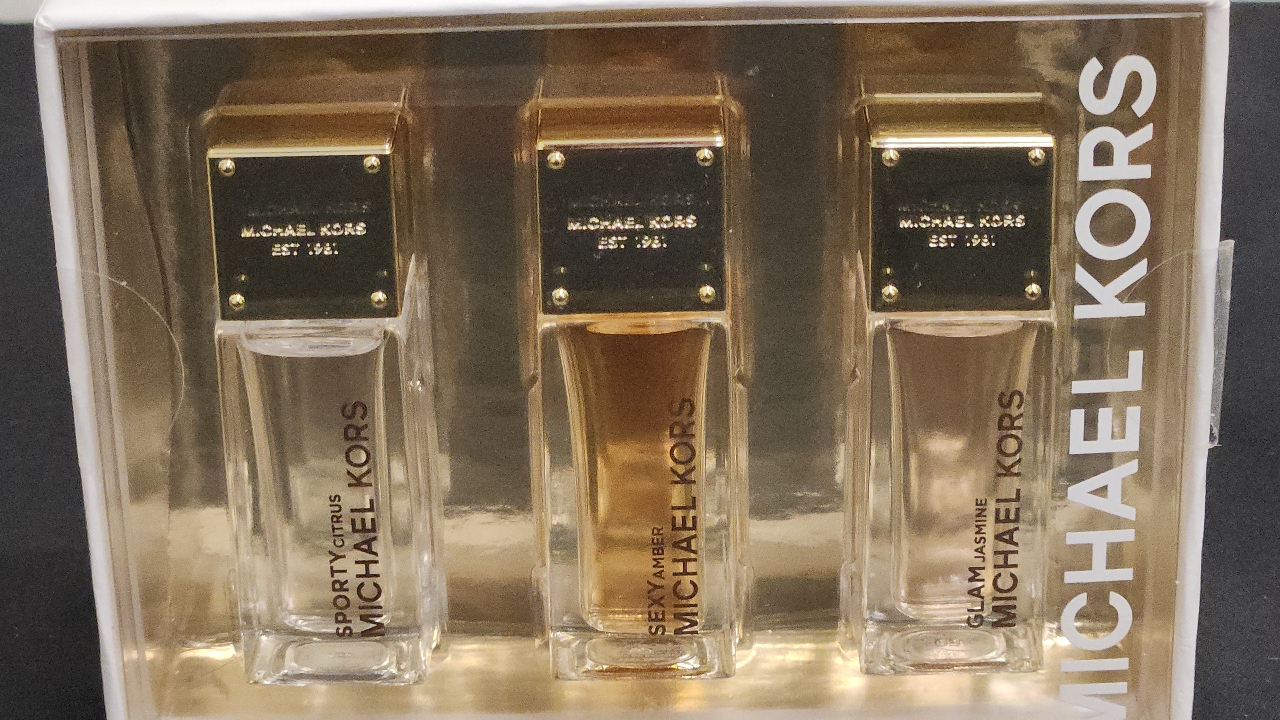 MICHAEL KORS
EST 1981
MICHAEL KORS
EST 1981
MICHAEL KORS
EST 1981
SPORTY CITRUS
MICHAEL KORS
SEXY AMBER
MICHAEL KORS
GLAM JASMINE
MICHAEL KORS
MICHAEL KORS